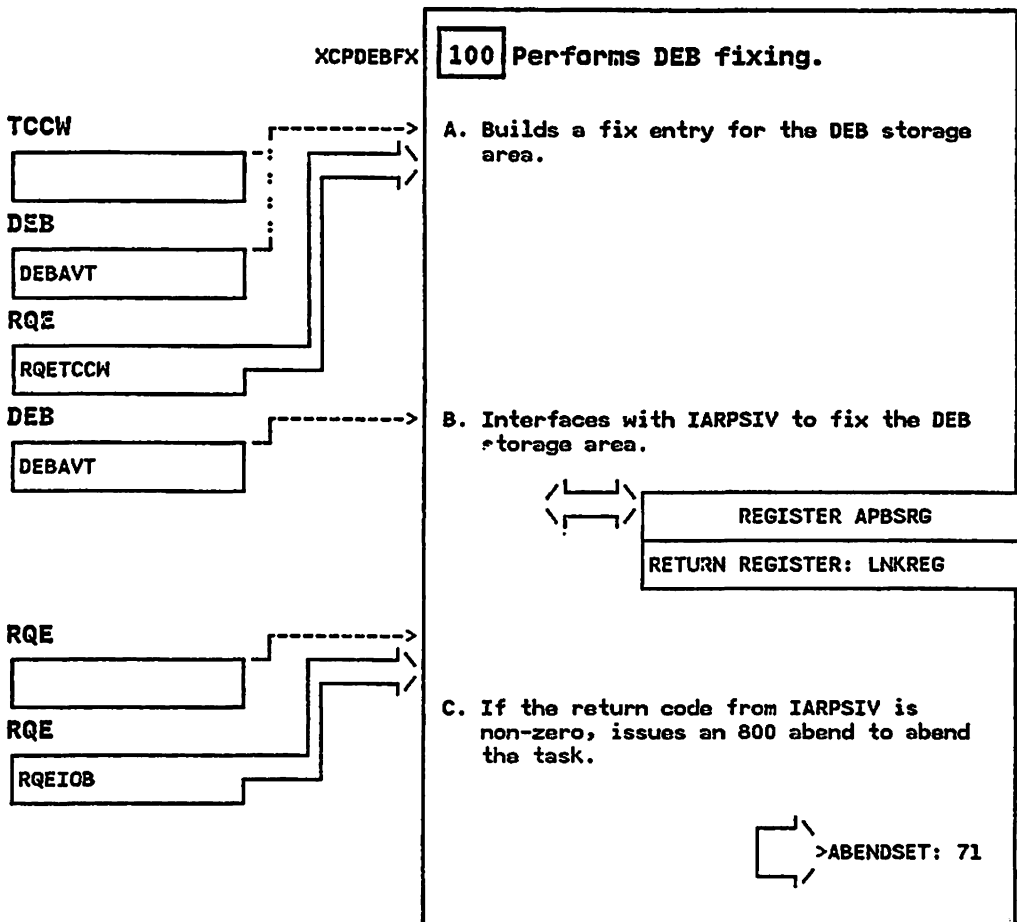 XCPDEBFX 100 Performs DEB fixing.
TCCW
A. Builds a fix entry for the DEB storage
area.
DEB
DEBAVT
RQE
RQETCCW
DEB
B. Interfaces with IARPSIV to fix the DEB
storage area.
DEBAVT
REGISTER APBSRG
RETURN REGISTER: LNKREG
RQE
RQE
C. If the return code from IARPSIV is
non-zero, issues an 800 abend to abend
the task.
RQEIOB
>ABENDSET: 71